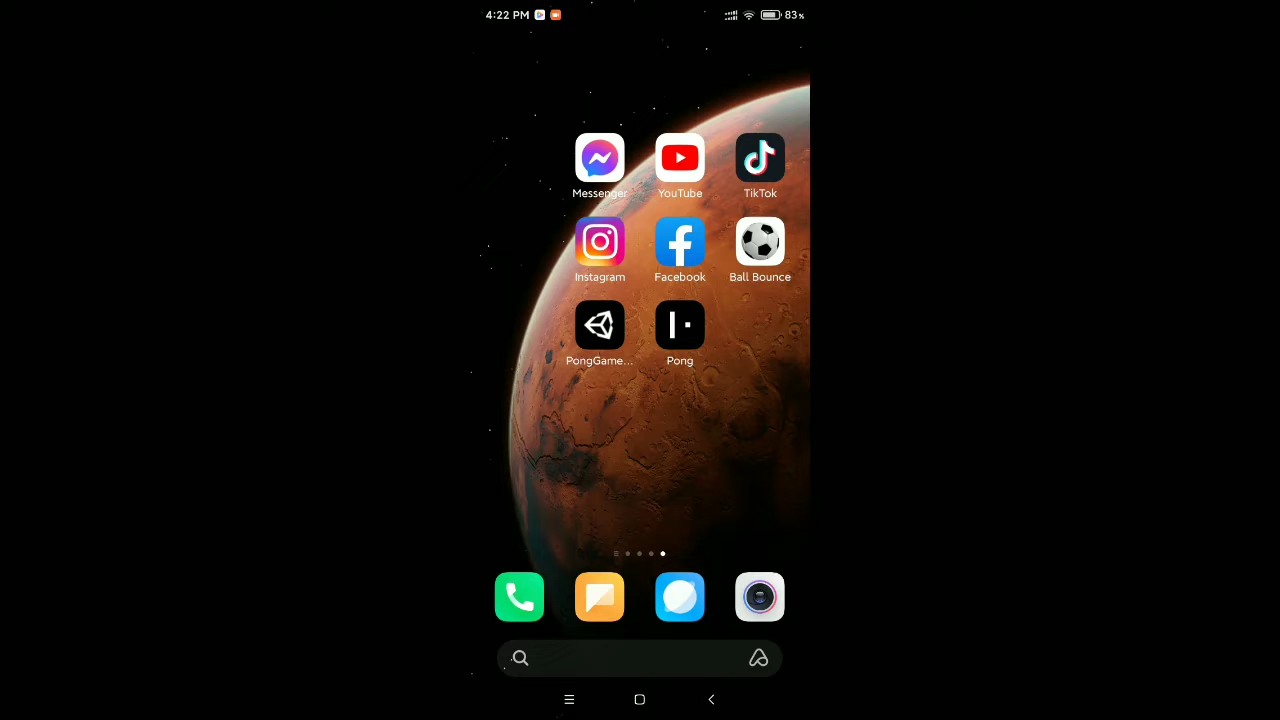 4:22 PM 83%
Messenger YouTube TikTok
Instagram Facebook Ball Bounce
PongGame... Pong